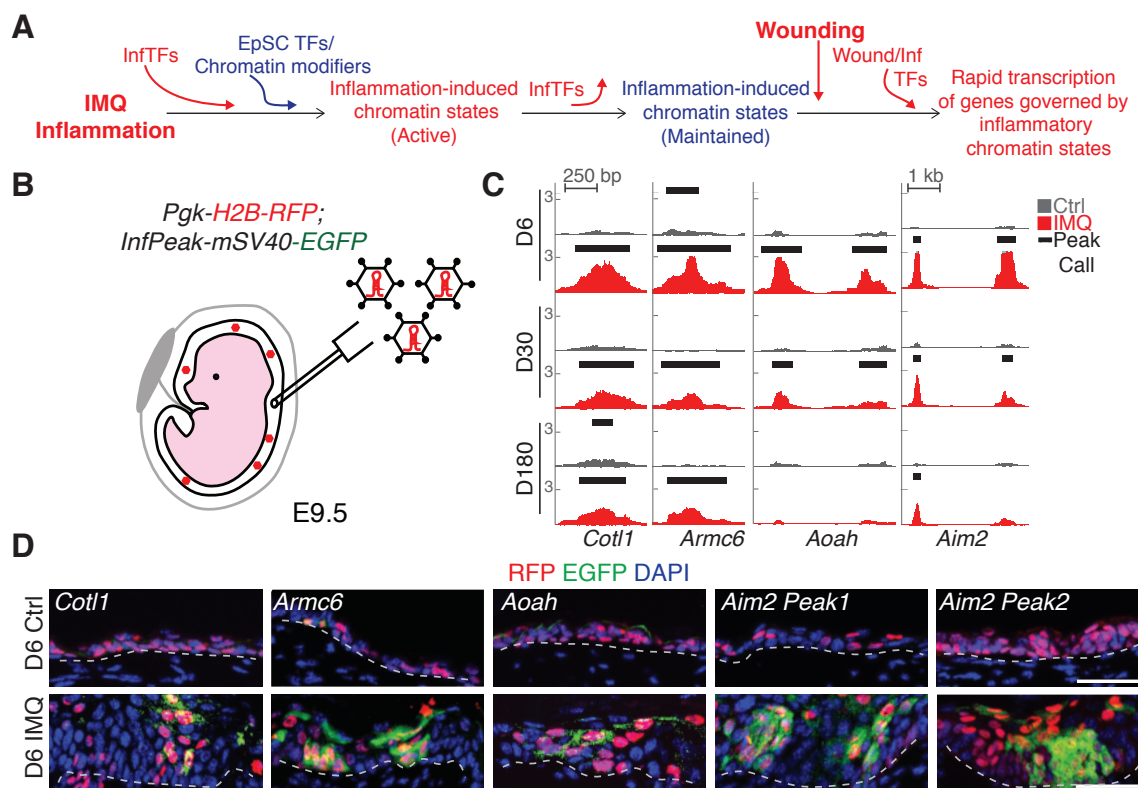 A
InfTFs
EpSC TFs/
Chromatin modifiers
IMQ
Inflammation
Inflammation-induced
chromatin states
(Active)
InfTFs
Inflammation-induced
chromatin states
(Maintained)
Wounding
Wound/Inf
TFs
Rapid transcription
of genes governed by
inflammatory
chromatin states
B
Pgk-H2B-RFP;
InfPeak-mSV40-EGFP
E9.5
C
250 bp
1 kb
Ctrl
IMQ
Peak
Call
D6
3
3
D30
3
3
D180
3
3
Cotl1 Armc6 Aoah Aim2
D
RFP EGFP DAPI
D6 Ctrl
Cotl1 Armc6 Aoah Aim2 Peak1 Aim2 Peak2
D6 IMQ